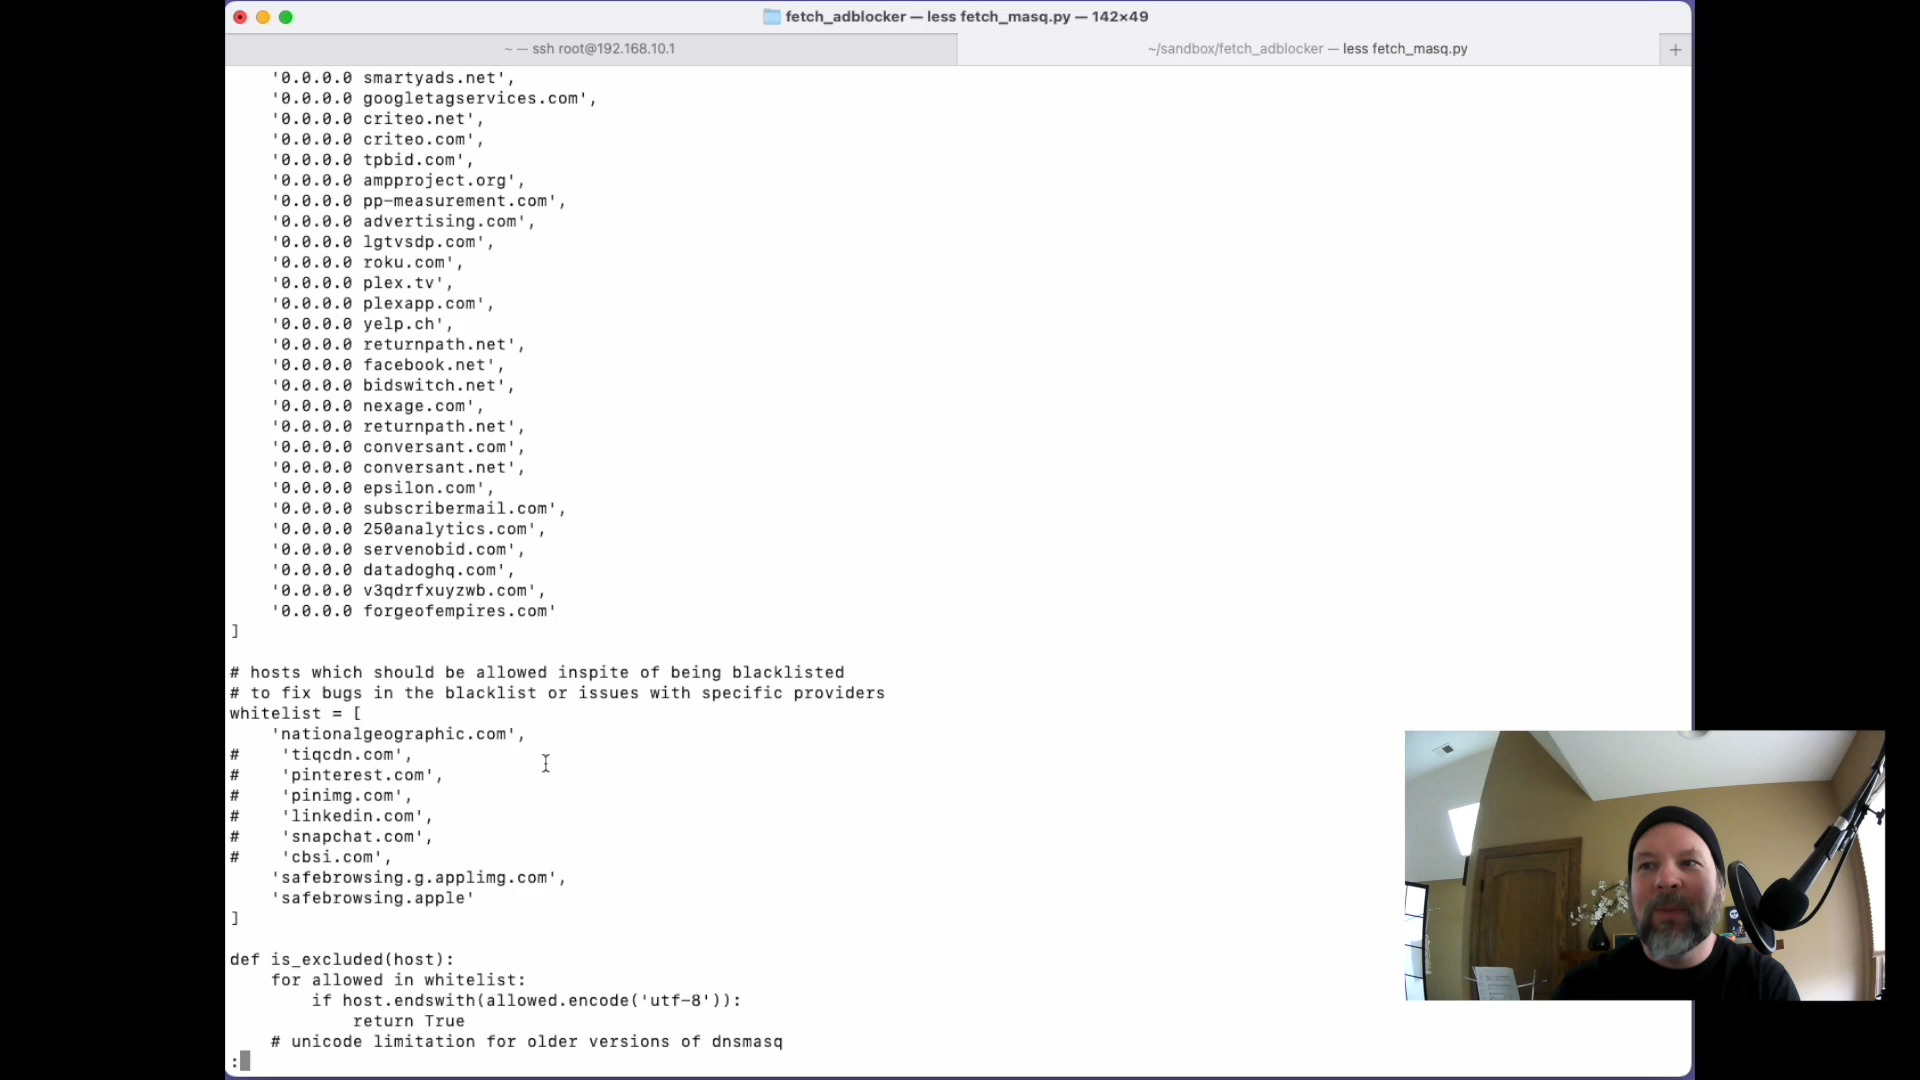 fetch_adblocker — less fetch_masq.py — 142×49
~ — ssh root@192.168.10.1
~/sandbox/fetch_adblocker — less fetch_masq.py
+
'0.0.0.0 smartyads.net',
'0.0.0.0 googletagservices.com',
'0.0.0.0 criteo.net',
'0.0.0.0 criteo.com',
'0.0.0.0 tpbid.com',
'0.0.0.0 ampproject.org',
'0.0.0.0 pp-measurement.com',
'0.0.0.0 advertising.com',
'0.0.0.0 lgtvsdp.com',
'0.0.0.0 roku.com',
'0.0.0.0 plex.tv',
'0.0.0.0 plexapp.com',
'0.0.0.0 yelp.ch',
'0.0.0.0 returnpath.net',
'0.0.0.0 facebook.net',
'0.0.0.0 bidswitch.net',
'0.0.0.0 nexage.com',
'0.0.0.0 returnpath.net',
'0.0.0.0 conversant.com',
'0.0.0.0 conversant.net',
'0.0.0.0 epsilon.com',
'0.0.0.0 subscribermail.com',
'0.0.0.0 250analytics.com',
'0.0.0.0 servenobid.com',
'0.0.0.0 datadoghq.com',
'0.0.0.0 v3qdrfxuyzwb.com',
'0.0.0.0 forgeofempires.com'
]
# hosts which should be allowed inspite of being blacklisted
# to fix bugs in the blacklist or issues with specific providers
whitelist = [
'nationalgeographic.com',
# 'tiqcdn.com',
# 'pinterest.com',
# 'pinimg.com',
# 'linkedin.com',
# 'snapchat.com',
# 'cbsi.com',
'safebrowsing.g.applimg.com',
'safebrowsing.apple'
]
def is_excluded(host):
for allowed in whitelist:
if host.endswith(allowed.encode('utf-8')):
return True
# unicode limitation for older versions of dnsmasq
: